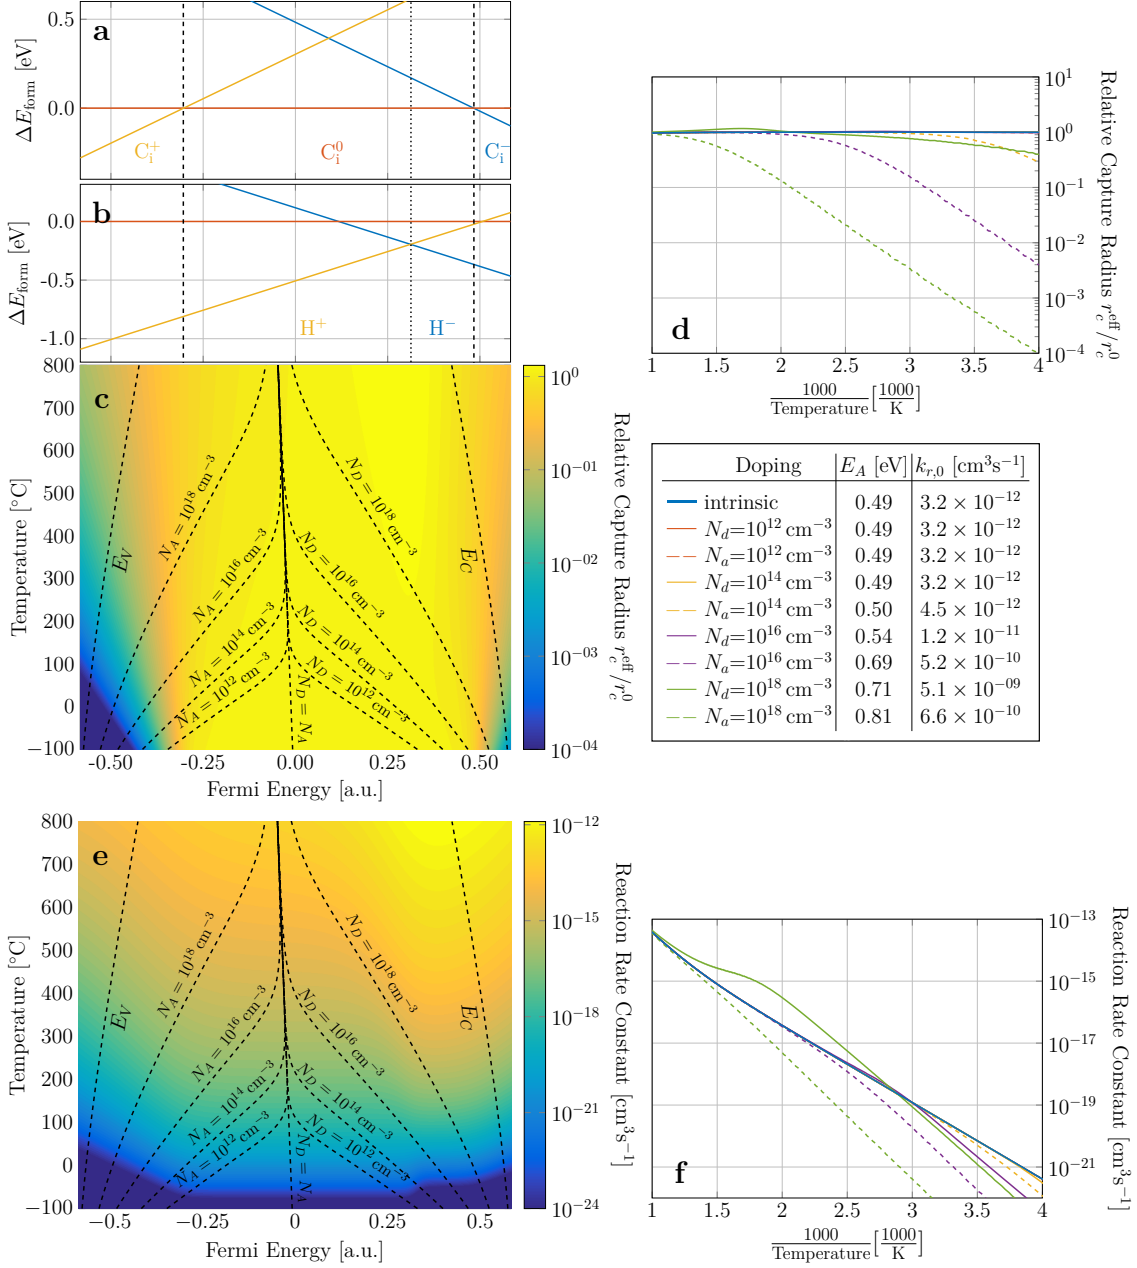 a
ΔE_form [eV]
0.5
0.0
C_i^+
C_i^0
C_i^-
b
ΔE_form [eV]
0.0
-0.5
-1.0
H^+
H^-
c
Temperature [°C]
800
700
600
500
400
300
200
100
0
−100
-0.50
-0.25
0.00
0.25
0.50
Fermi Energy [a.u.]
E_V
E_C
N_A = 10^18 cm^−3
N_A = 10^16 cm^−3
N_A = 10^14 cm^−3
N_A = 10^12 cm^−3
N_D = 10^18 cm^−3
N_D = 10^16 cm^−3
N_D = 10^14 cm^−3
N_D = 10^12 cm^−3
N_D = N_A
10^0
10^−01
10^−02
10^−03
10^−04
Relative Capture Radius r_c^eff/r_c^0
d
10^1
10^0
10^−1
10^−2
10^−3
10^−4
Relative Capture Radius r_c^eff/r_c^0
1
1.5
2
2.5
3
3.5
4
1000/Temperature [1000/K]
Doping E_A [eV] k_r,0 [cm^3s^−1]
intrinsic 0.49 3.2 × 10^−12
N_d=10^12 cm^−3 0.49 3.2 × 10^−12
N_a=10^12 cm^−3 0.49 3.2 × 10^−12
N_d=10^14 cm^−3 0.49 3.2 × 10^−12
N_a=10^14 cm^−3 0.50 4.5 × 10^−12
N_d=10^16 cm^−3 0.54 1.2 × 10^−11
N_a=10^16 cm^−3 0.69 5.2 × 10^−10
N_d=10^18 cm^−3 0.71 5.1 × 10^−09
N_a=10^18 cm^−3 0.81 6.6 × 10^−10
e
Temperature [°C]
800
700
600
500
400
300
200
100
0
−100
-0.5
-0.25
0
0.25
0.5
Fermi Energy [a.u.]
E_V
E_C
N_A = 10^18 cm^−3
N_A = 10^16 cm^−3
N_A = 10^14 cm^−3
N_A = 10^12 cm^−3
N_D = 10^18 cm^−3
N_D = 10^16 cm^−3
N_D = 10^14 cm^−3
N_D = 10^12 cm^−3
N_D = N_A
10^−12
10^−15
10^−18
10^−21
10^−24
Reaction Rate Constant [cm^3s^−1]
f
10^−13
10^−15
10^−17
10^−19
10^−21
Reaction Rate Constant [cm^3s^−1]
1
1.5
2
2.5
3
3.5
4
1000/Temperature [1000/K]